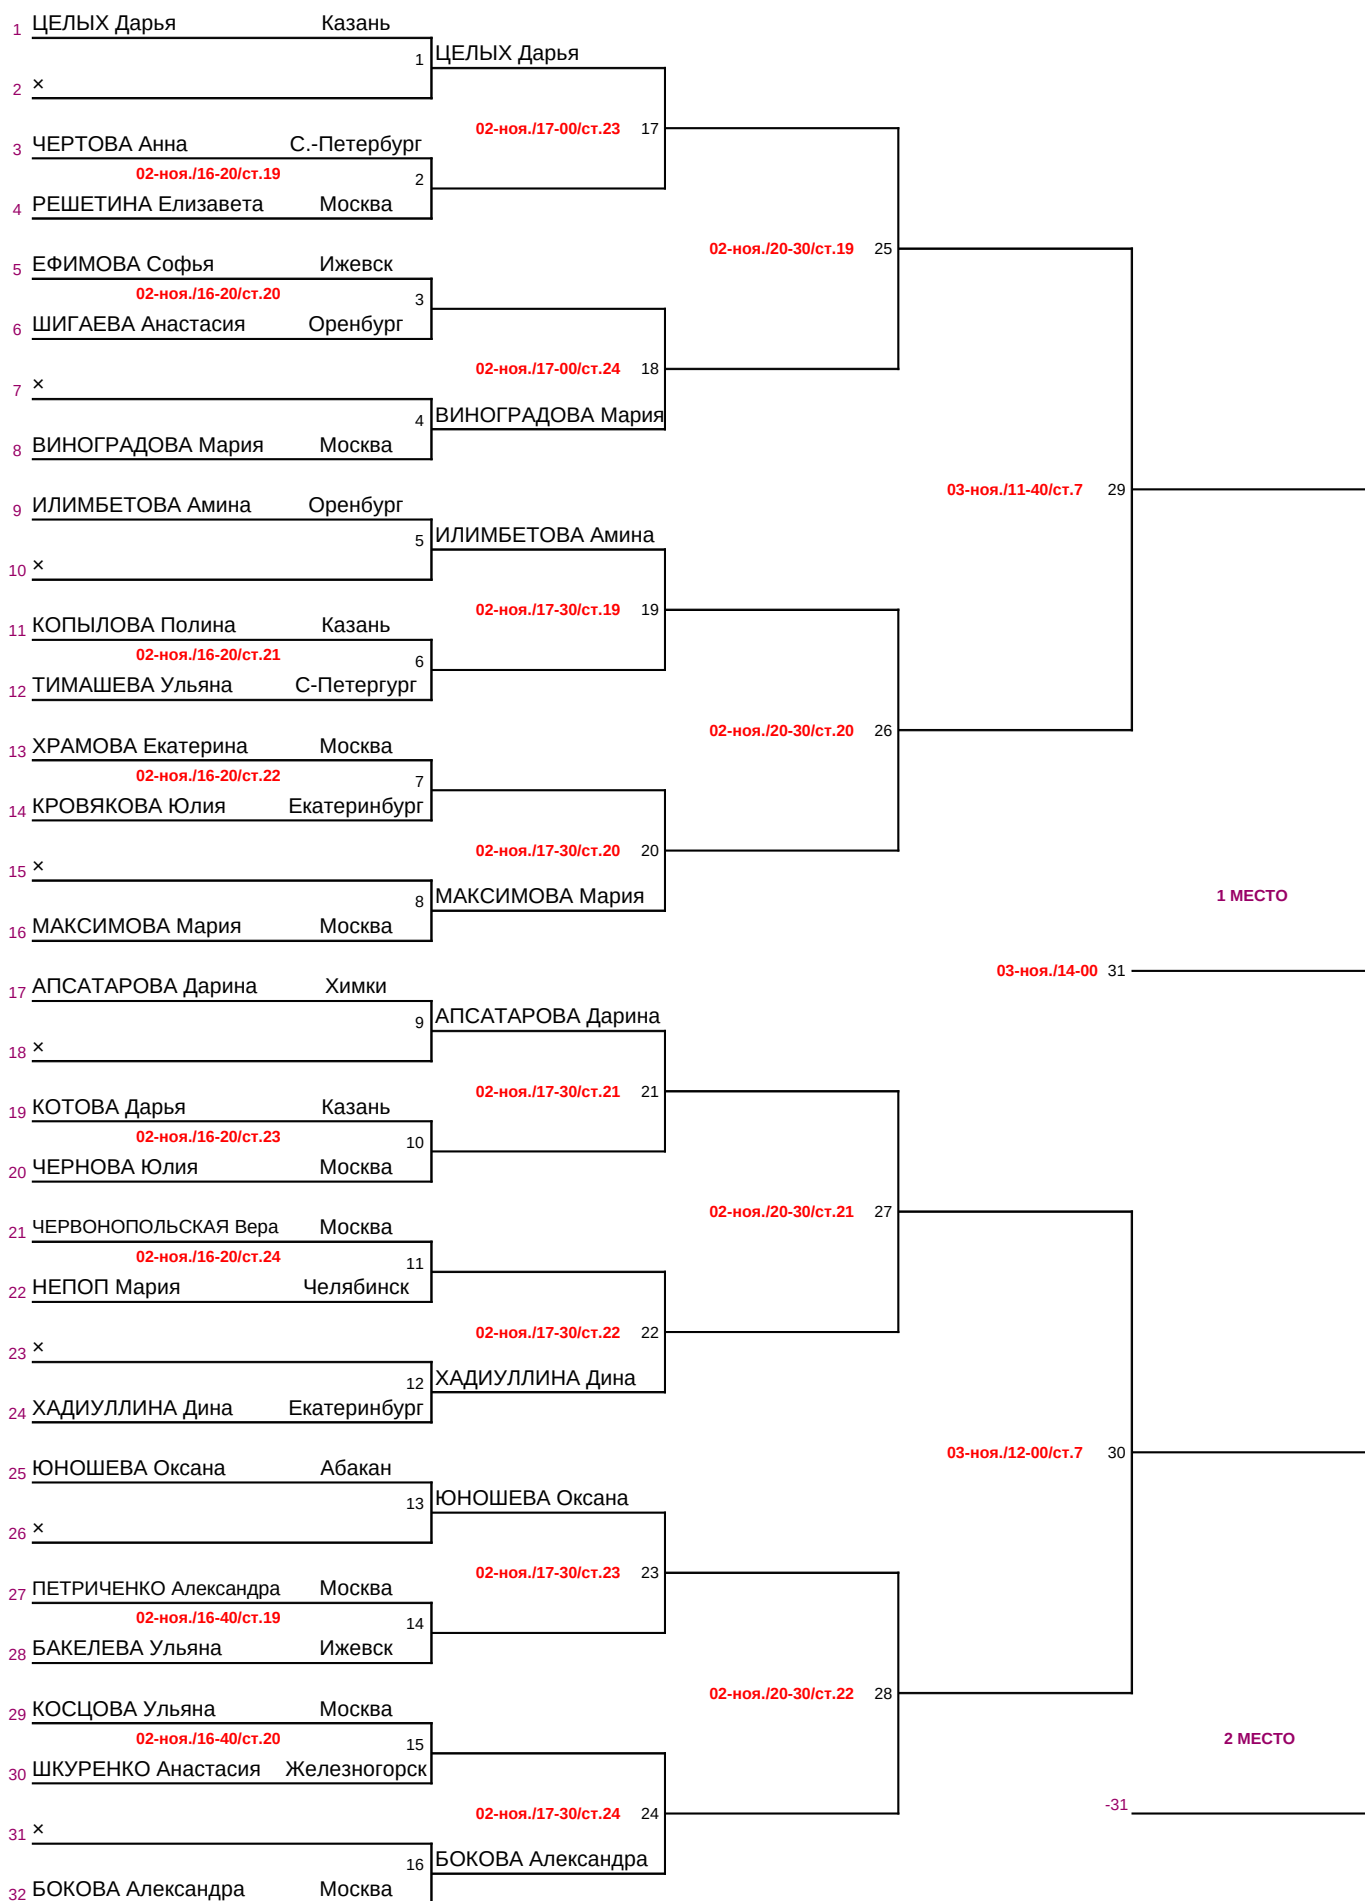 1 ЦЕЛЫХ Дарья Казань
1 ЦЕЛЫХ Дарья
2 ×
02-ноя./17-00/ст.23 17
3 ЧЕРТОВА Анна С.-Петербург
02-ноя./16-20/ст.19 2
4 РЕШЕТИНА Елизавета Москва
02-ноя./20-30/ст.19 25
5 ЕФИМОВА Софья Ижевск
02-ноя./16-20/ст.20 3
6 ШИГАЕВА Анастасия Оренбург
02-ноя./17-00/ст.24 18
7 ×
4 ВИНОГРАДОВА Мария
8 ВИНОГРАДОВА Мария Москва
03-ноя./11-40/ст.7 29
9 ИЛИМБЕТОВА Амина Оренбург
5 ИЛИМБЕТОВА Амина
10 ×
02-ноя./17-30/ст.19 19
11 КОПЫЛОВА Полина Казань
02-ноя./16-20/ст.21 6
12 ТИМАШЕВА Ульяна С-Петергург
02-ноя./20-30/ст.20 26
13 ХРАМОВА Екатерина Москва
02-ноя./16-20/ст.22 7
14 КРОВЯКОВА Юлия Екатеринбург
02-ноя./17-30/ст.20 20
15 ×
8 МАКСИМОВА Мария
1 МЕСТО
16 МАКСИМОВА Мария Москва
03-ноя./14-00 31
17 АПСАТАРОВА Дарина Химки
9 АПСАТАРОВА Дарина
18 ×
02-ноя./17-30/ст.21 21
19 КОТОВА Дарья Казань
02-ноя./16-20/ст.23 10
20 ЧЕРНОВА Юлия Москва
02-ноя./20-30/ст.21 27
21 ЧЕРВОНОПОЛЬСКАЯ Вера Москва
02-ноя./16-20/ст.24 11
22 НЕПОП Мария Челябинск
02-ноя./17-30/ст.22 22
23 ×
12 ХАДИУЛЛИНА Дина
24 ХАДИУЛЛИНА Дина Екатеринбург
03-ноя./12-00/ст.7 30
25 ЮНОШЕВА Оксана Абакан
13 ЮНОШЕВА Оксана
26 ×
02-ноя./17-30/ст.23 23
27 ПЕТРИЧЕНКО Александра Москва
02-ноя./16-40/ст.19 14
28 БАКЕЛЕВА Ульяна Ижевск
02-ноя./20-30/ст.22 28
29 КОСЦОВА Ульяна Москва
02-ноя./16-40/ст.20 15
2 МЕСТО
30 ШКУРЕНКО Анастасия Железногорск
-31
02-ноя./17-30/ст.24 24
31 ×
16 БОКОВА Александра
32 БОКОВА Александра Москва